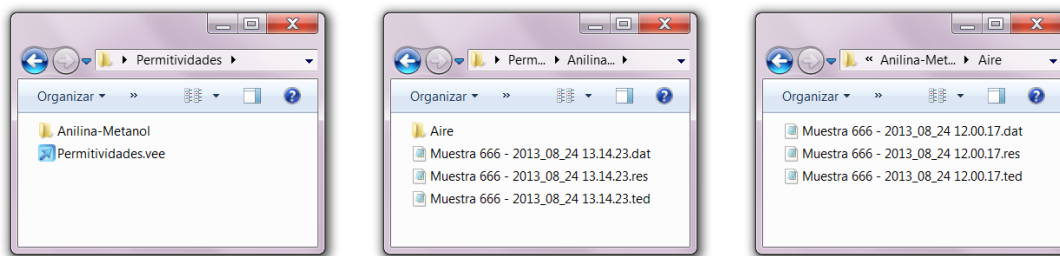 Permitividades
Organizar »
Anilina-Metanol
Permitividades.vee
Perm... Anilina...
Organizar »
Aire
Muestra 666 - 2013_08_24 13.14.23.dat
Muestra 666 - 2013_08_24 13.14.23.res
Muestra 666 - 2013_08_24 13.14.23.ted
« Anilina-Met... Aire
Organizar »
Muestra 666 - 2013_08_24 12.00.17.dat
Muestra 666 - 2013_08_24 12.00.17.res
Muestra 666 - 2013_08_24 12.00.17.ted